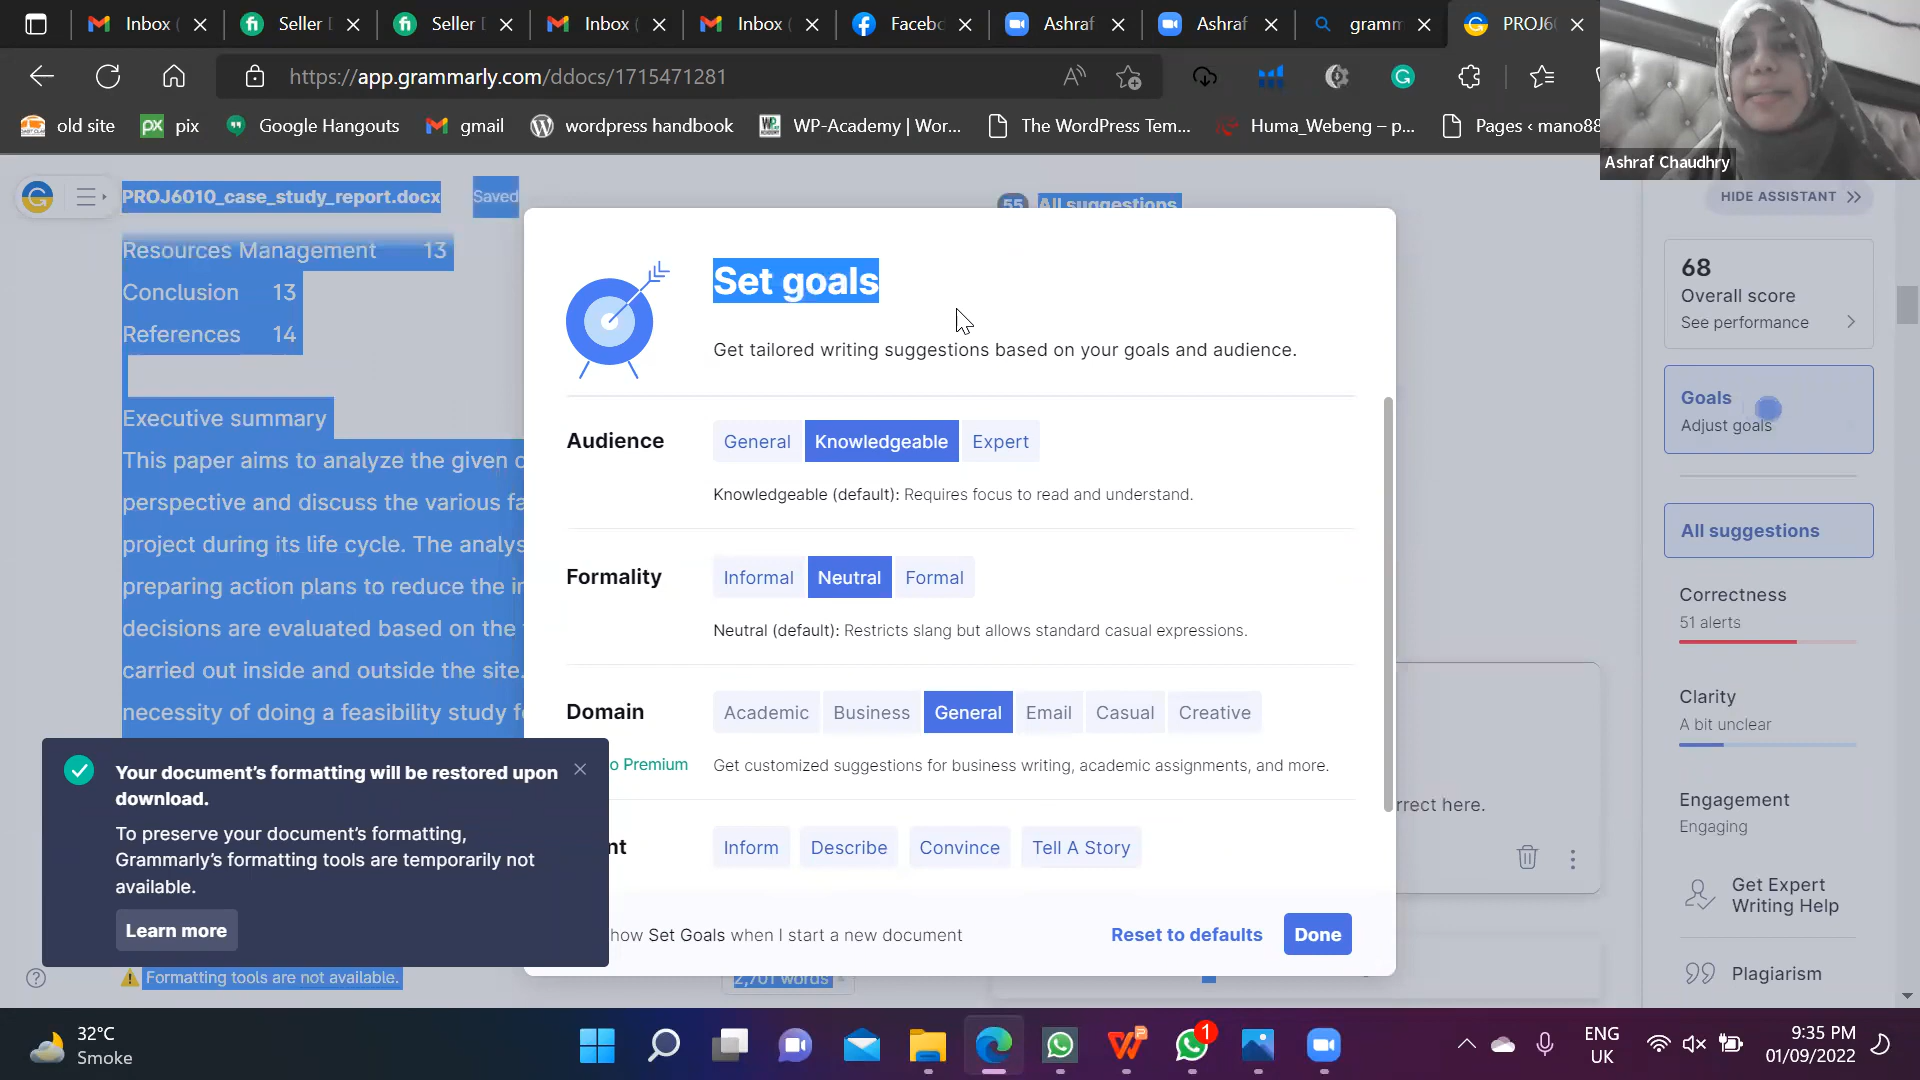 Inbox (
Seller [
Seller [
Inbox (
Inbox (
Facebo
Ashraf
Ashraf
gramm
PROJ60
https://app.grammarly.com/ddocs/1715471281
old site
pix
Google Hangouts
gmail
wordpress handbook
WP-Academy | Wor...
The WordPress Tem...
Huma_Webeng – p...
Pages ‹ mano88
Ashraf Chaudhry
PROJ6010_case_study_report.docx
Saved
55 All suggestions
HIDE ASSISTANT
Resources Management 13
Conclusion 13
References 14
Executive summary
This paper aims to analyze the given c
perspective and discuss the various fa
project during its life cycle. The analys
preparing action plans to reduce the in
decisions are evaluated based on the
carried out inside and outside the site.
necessity of doing a feasibility study fo
Set goals
Get tailored writing suggestions based on your goals and audience.
Audience
General Knowledgeable Expert
Knowledgeable (default): Requires focus to read and understand.
Formality
Informal Neutral Formal
Neutral (default): Restricts slang but allows standard casual expressions.
Domain
Academic Business General Email Casual Creative
o Premium
Get customized suggestions for business writing, academic assignments, and more.
nt
Inform Describe Convince Tell A Story
how Set Goals when I start a new document
Reset to defaults
Done
Your document's formatting will be restored upon
download.
To preserve your document's formatting,
Grammarly's formatting tools are temporarily not
available.
Learn more
Formatting tools are not available.
2,701 words
rrect here.
68
Overall score
See performance
Goals
Adjust goals
All suggestions
Correctness
51 alerts
Clarity
A bit unclear
Engagement
Engaging
Get Expert
Writing Help
Plagiarism
32°C
Smoke
1
ENG
UK
9:35 PM
01/09/2022